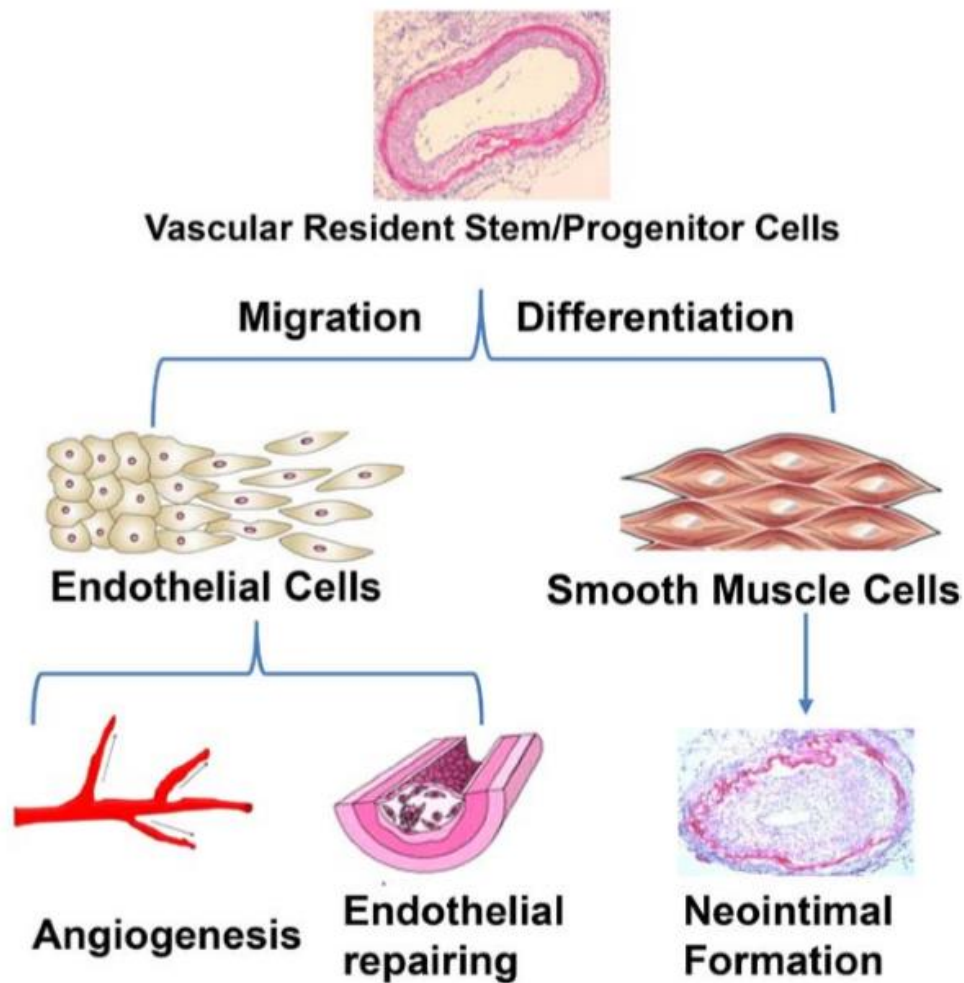 Vascular Resident Stem/Progenitor Cells
Migration
Differentiation
Endothelial Cells
Smooth Muscle Cells
Angiogenesis
Endothelial
repairing
Neointimal
Formation